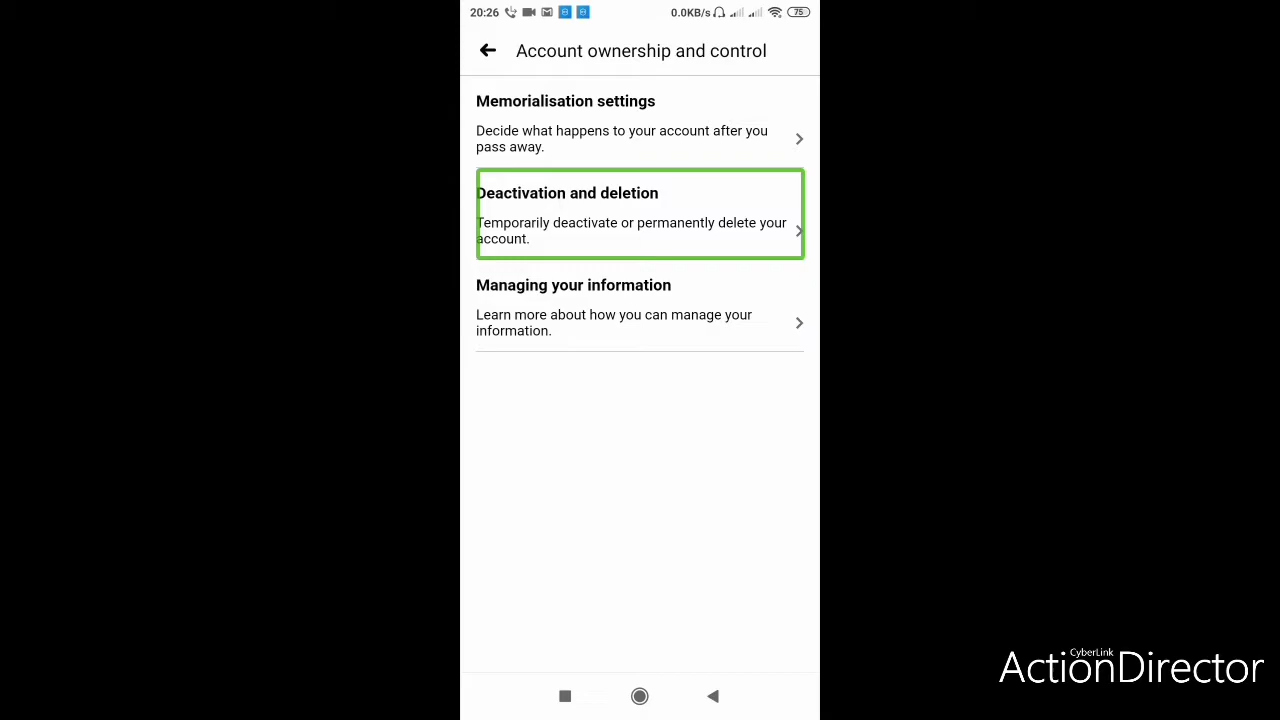 20:26 0.0KB/s 75
Account ownership and control
Memorialisation settings
Decide what happens to your account after you
pass away.
Deactivation and deletion
Temporarily deactivate or permanently delete your
account.
Managing your information
Learn more about how you can manage your
information.
CyberLink
ActionDirector